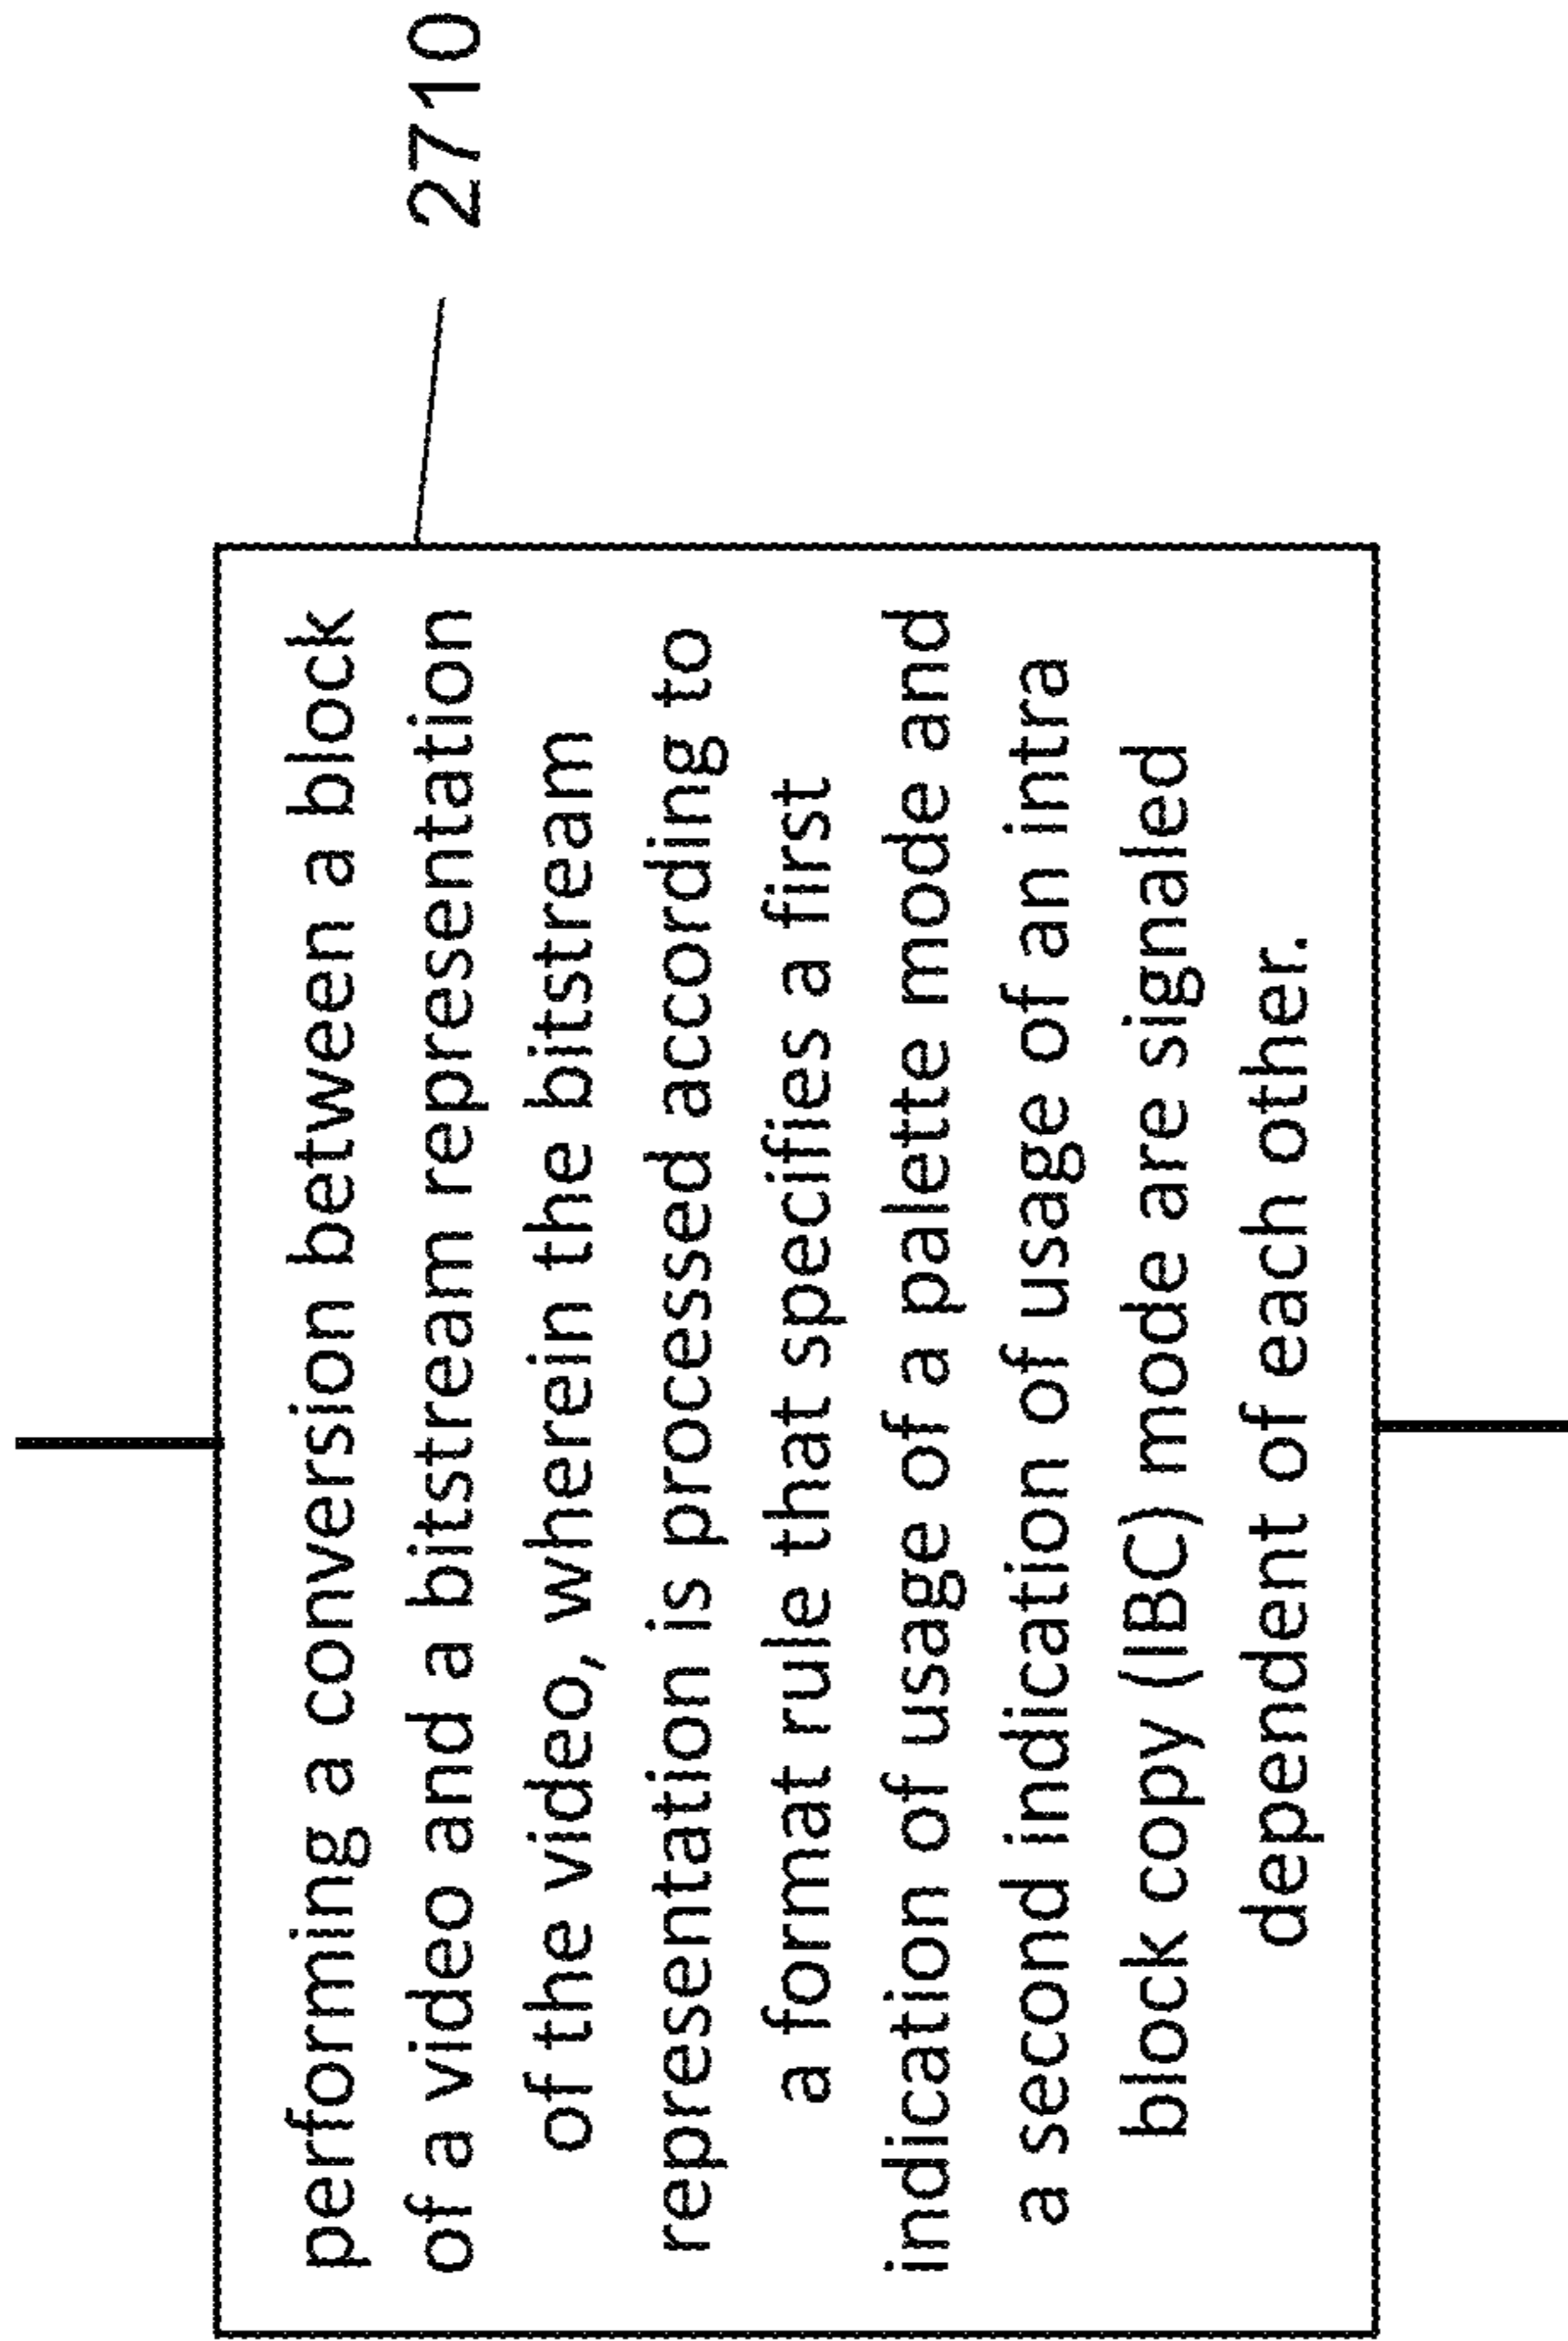 performing a conversion between a block
of a video and a bitstream representation
of the video, wherein the bitstream
representation is processed according to
a format rule that specifies a first
indication of usage of a palette mode and
a second indication of usage of an intra
block copy (IBC) mode are signaled
dependent of each other.
2710